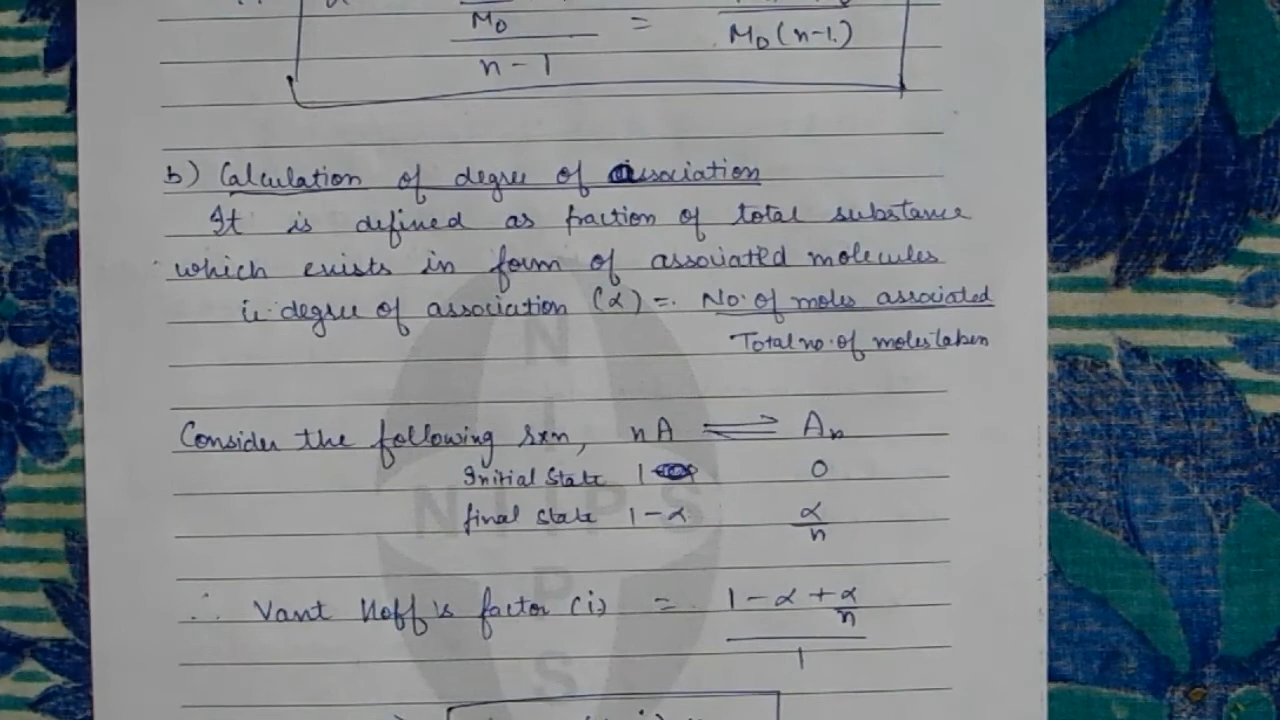 M₀ = M₀(n-1)
n - 1
b) Calculation of degree of association
It is defined as fraction of total substance
which exists in form of associated molecules
ie degree of association (α) = No. of moles associated
Total no. of moles taken
Consider the following rxn, nA ⇌ Aₙ
Initial State 1 0
final state 1-α α/n
∴ Vant Hoff's factor (i) = 1 - α + α/n
1
NIIPS
N
I
P
S